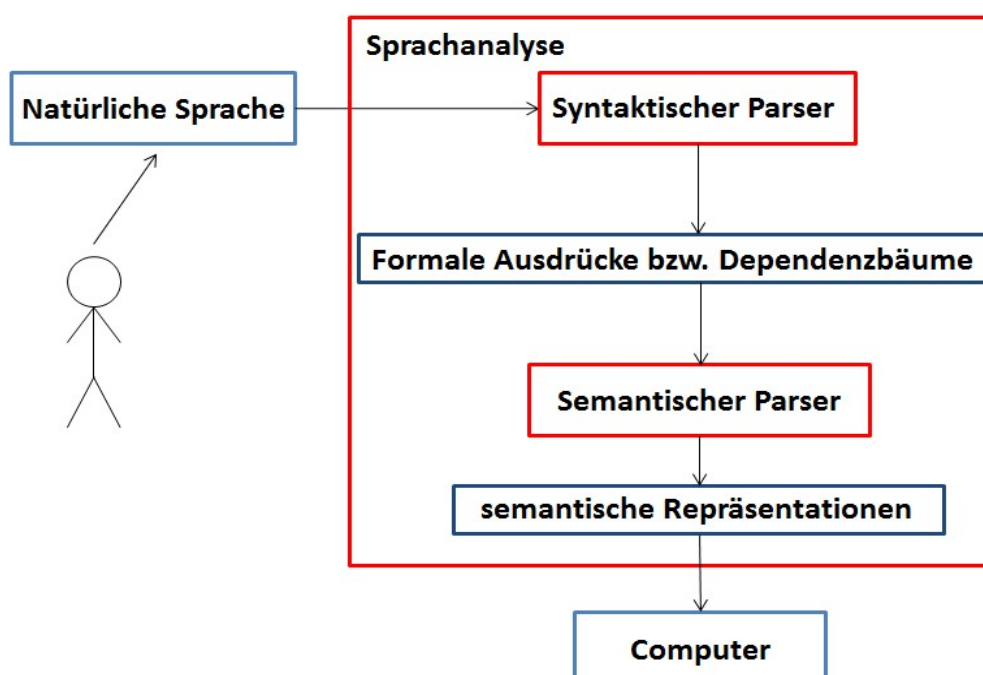 Sprachanalyse
Natürliche Sprache
Syntaktischer Parser
Formale Ausdrücke bzw. Dependenzbäume
Semantischer Parser
semantische Repräsentationen
Computer